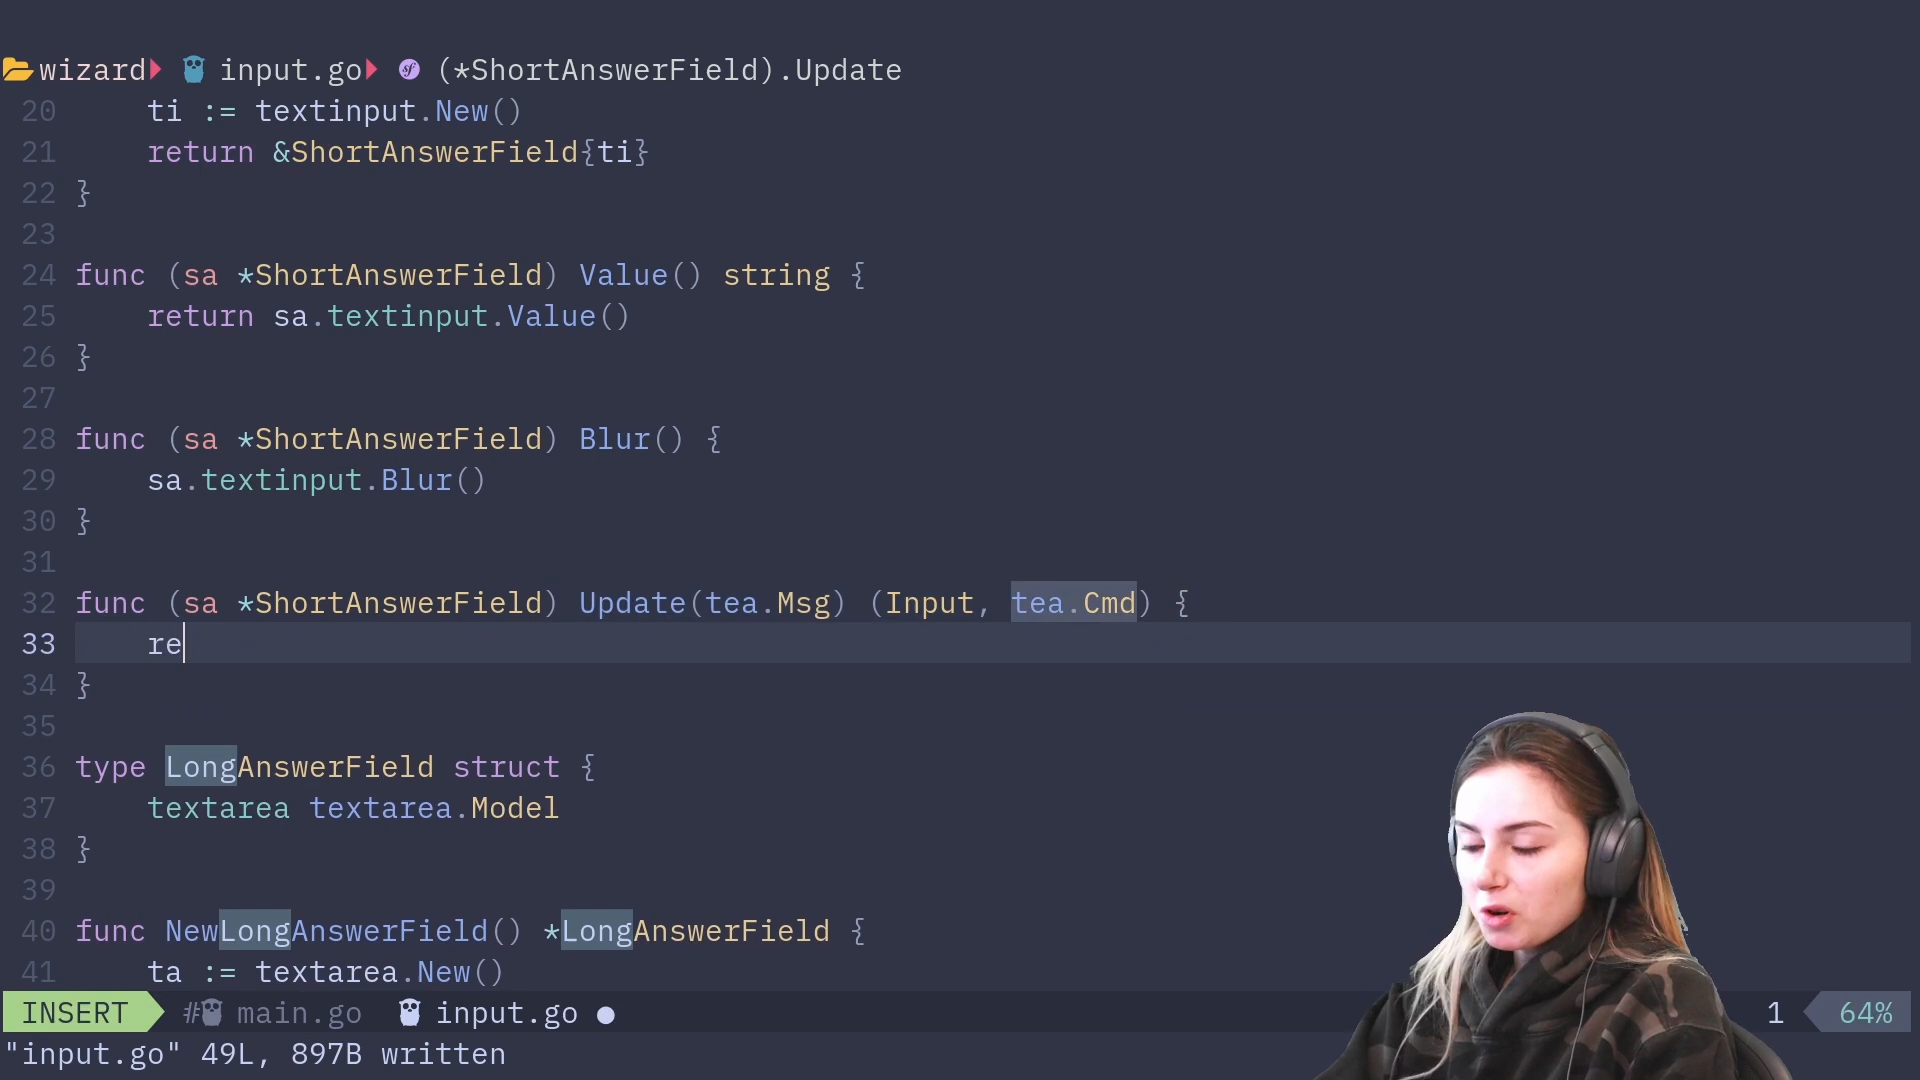 wizard input.go (*ShortAnswerField).Update
20 ti := textinput.New()
21 return &ShortAnswerField{ti}
22 }
23
24 func (sa *ShortAnswerField) Value() string {
25 return sa.textinput.Value()
26 }
27
28 func (sa *ShortAnswerField) Blur() {
29 sa.textinput.Blur()
30 }
31
32 func (sa *ShortAnswerField) Update(tea.Msg) (Input, tea.Cmd) {
33 re
34 }
35
36 type LongAnswerField struct {
37 textarea textarea.Model
38 }
39
40 func NewLongAnswerField() *LongAnswerField {
41 ta := textarea.New()
INSERT # main.go input.go ● 1 64%
"input.go" 49L, 897B written